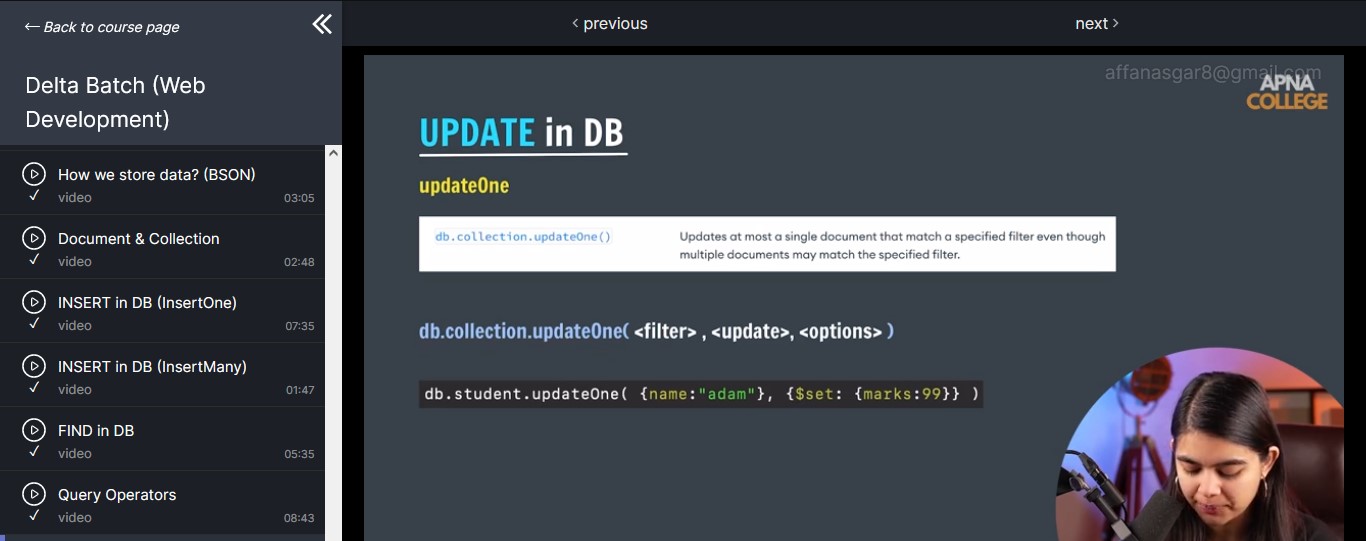 ← Back to course page
Delta Batch (Web
Development)
How we store data? (BSON)
video 03:05
Document & Collection
video 02:48
INSERT in DB (InsertOne)
video 07:35
INSERT in DB (InsertMany)
video 01:47
FIND in DB
video 05:35
Query Operators
video 08:43
< previous
next >
affanasgar8@gmail.com
APNA
COLLEGE
UPDATE in DB
updateOne
db.collection.updateOne() Updates at most a single document that match a specified filter even though
multiple documents may match the specified filter.
db.collection.updateOne( <filter> , <update>, <options> )
db.student.updateOne( {name:"adam"}, {$set: {marks:99}} )